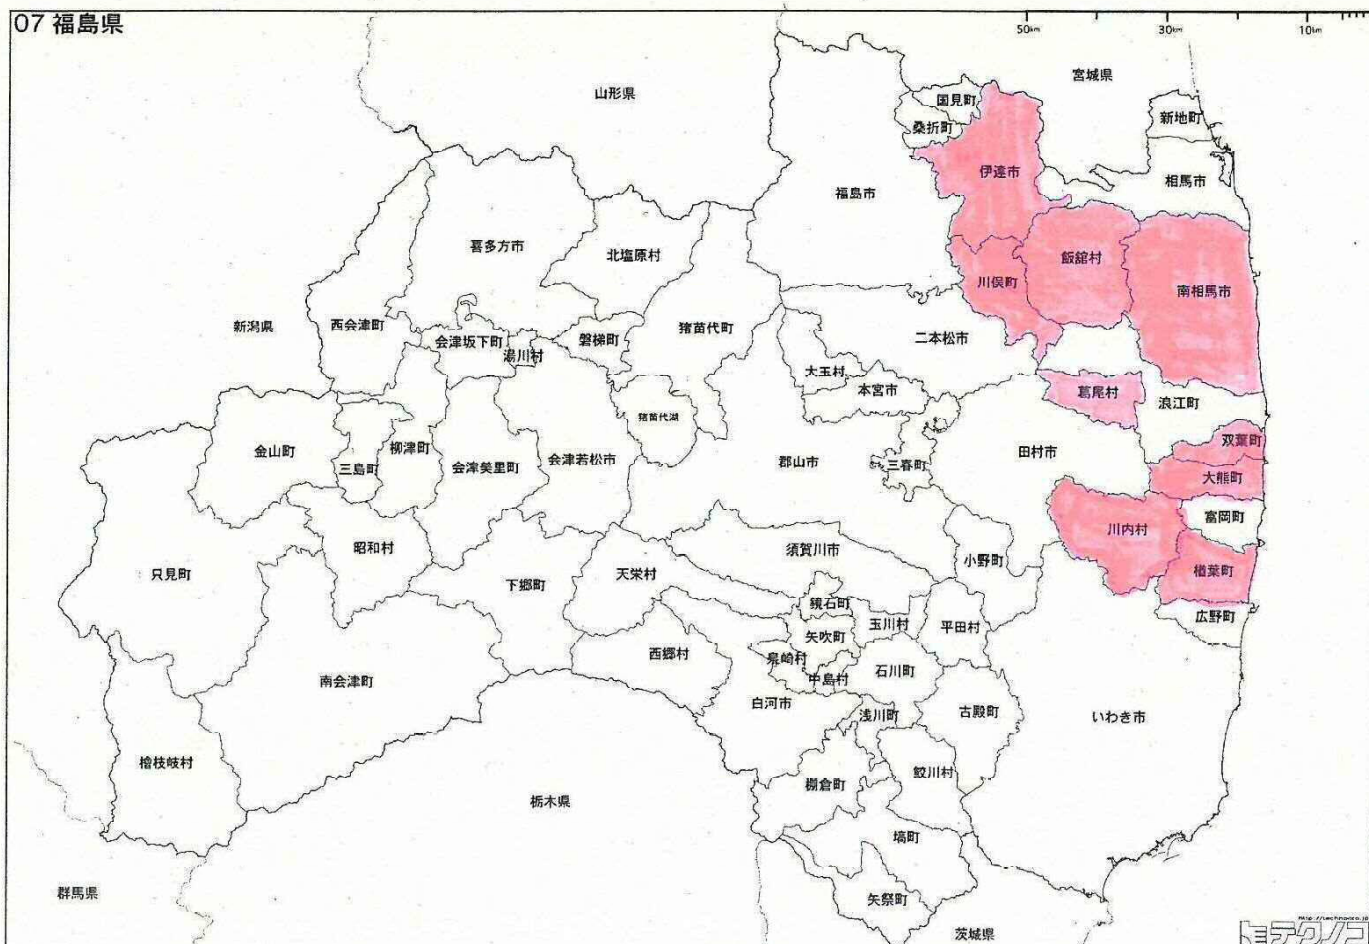 07 福島県
50km
30km
10km
宮城県
山形県
国見町
桑折町
新地町
伊達市
相馬市
福島市
喜多方市
北塩原村
川俣町
飯舘村
南相馬市
新潟県
西会津町
会津坂下町
湯川村
磐梯町
猪苗代町
二本松市
大玉村
本宮市
葛尾村
浪江町
猪苗代湖
金山町
三島町
柳津町
会津美里町
会津若松市
郡山市
三春町
田村市
双葉町
大熊町
富岡町
川内村
昭和村
只見町
下郷町
天栄村
須賀川市
小野町
楢葉町
広野町
鏡石町
玉川村
平田村
矢吹町
西郷村
泉崎村
中島村
石川町
南会津町
白河市
浅川町
古殿町
いわき市
檜枝岐村
鮫川村
棚倉町
栃木県
塙町
群馬県
矢祭町
茨城県
テクノコ